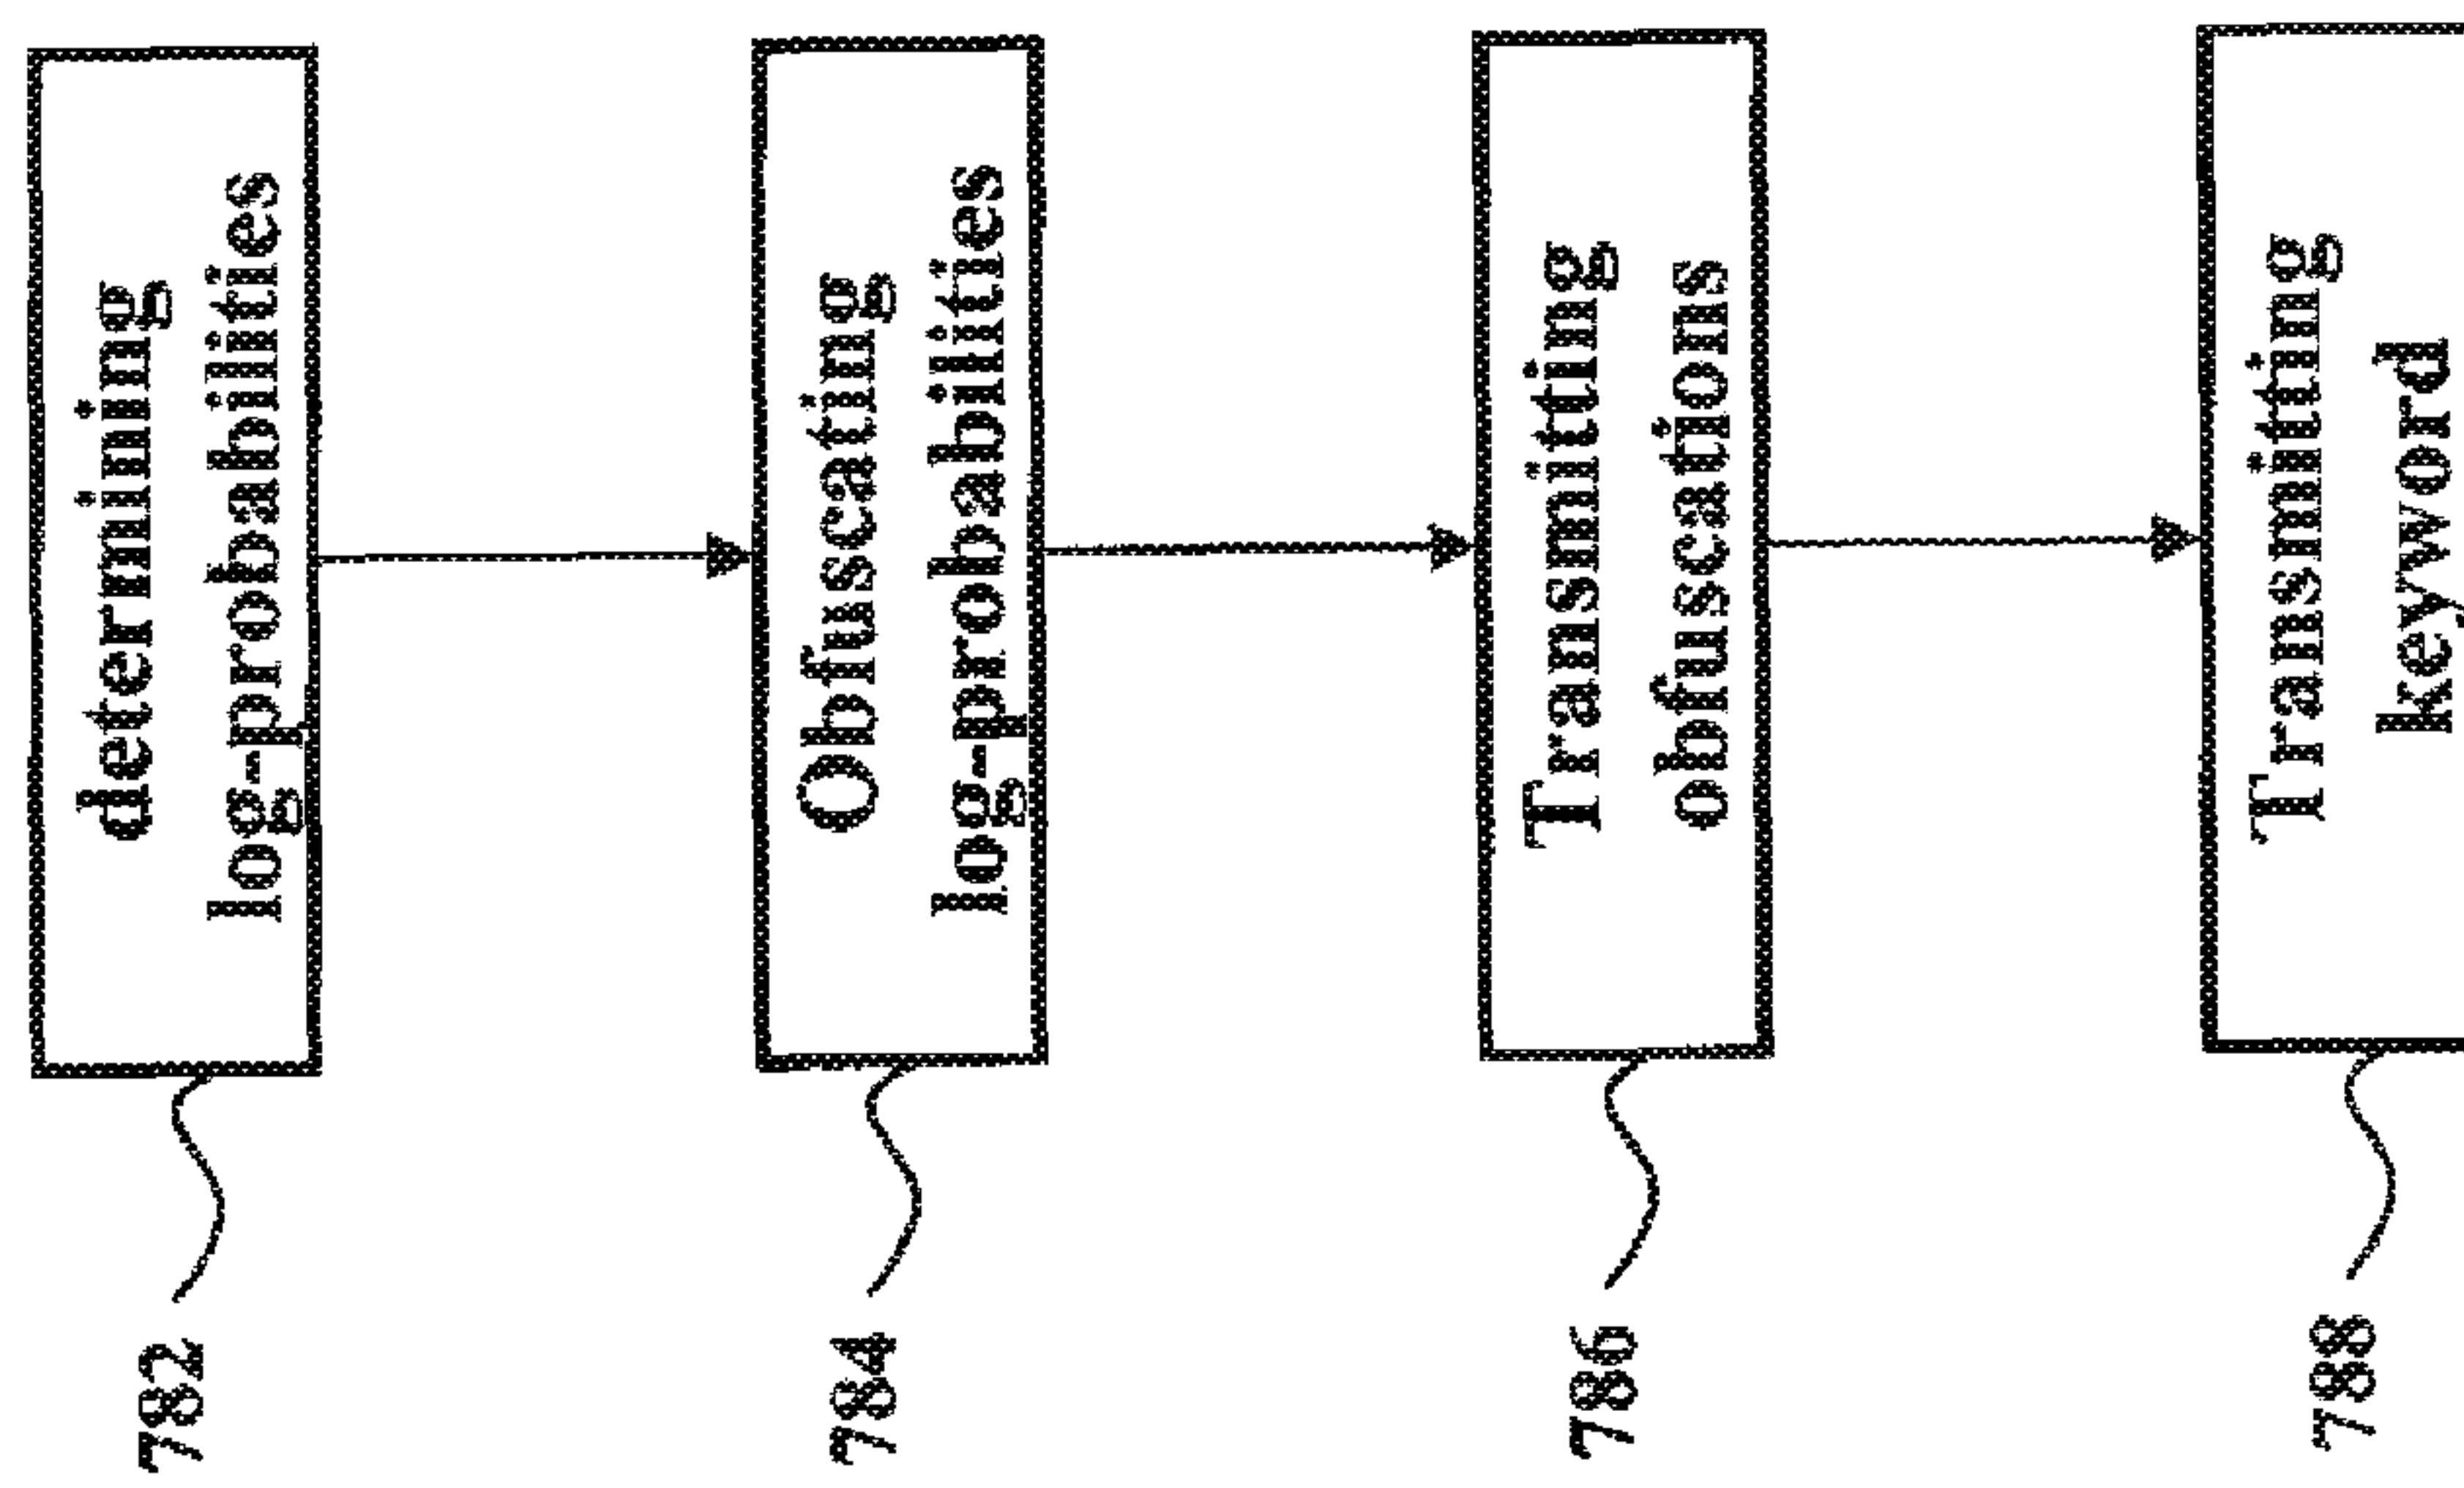 782
determining
log-probabilities
784
Obfuscating
log-probabilities
786
Transmitting
obfuscations
788
Transmitting
keyword